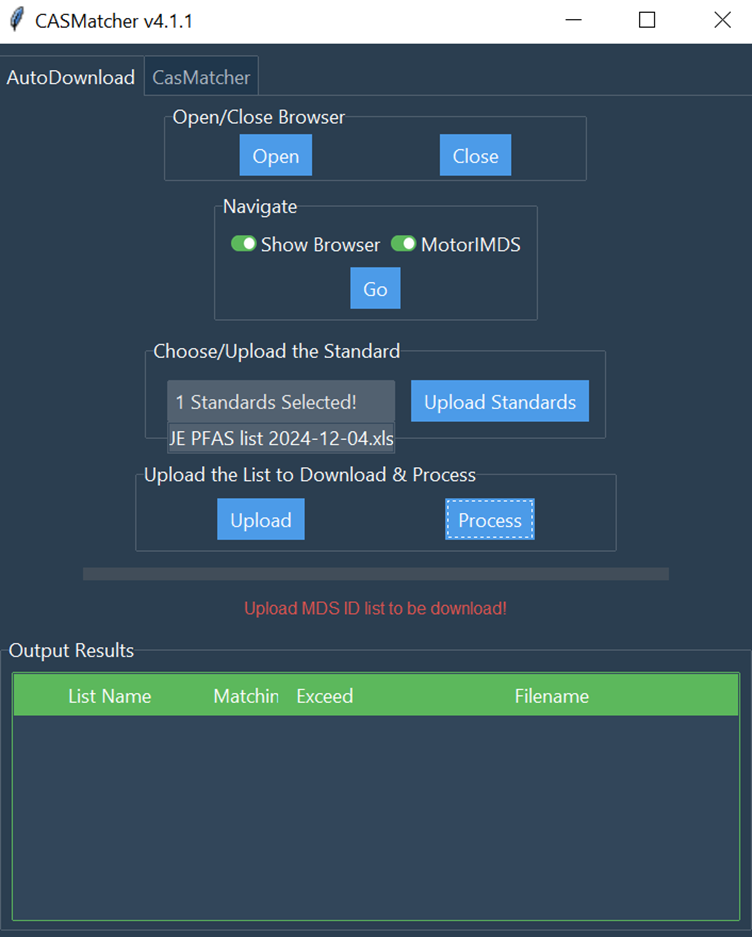 CASMatcher v4.1.1
AutoDownload CasMatcher
Open/Close Browser
Open Close
Navigate
Show Browser MotorIMDS
Go
Choose/Upload the Standard
1 Standards Selected! Upload Standards
JE PFAS list 2024-12-04.xls
Upload the List to Download & Process
Upload Process
Upload MDS ID list to be download!
Output Results
List Name Matchin Exceed Filename